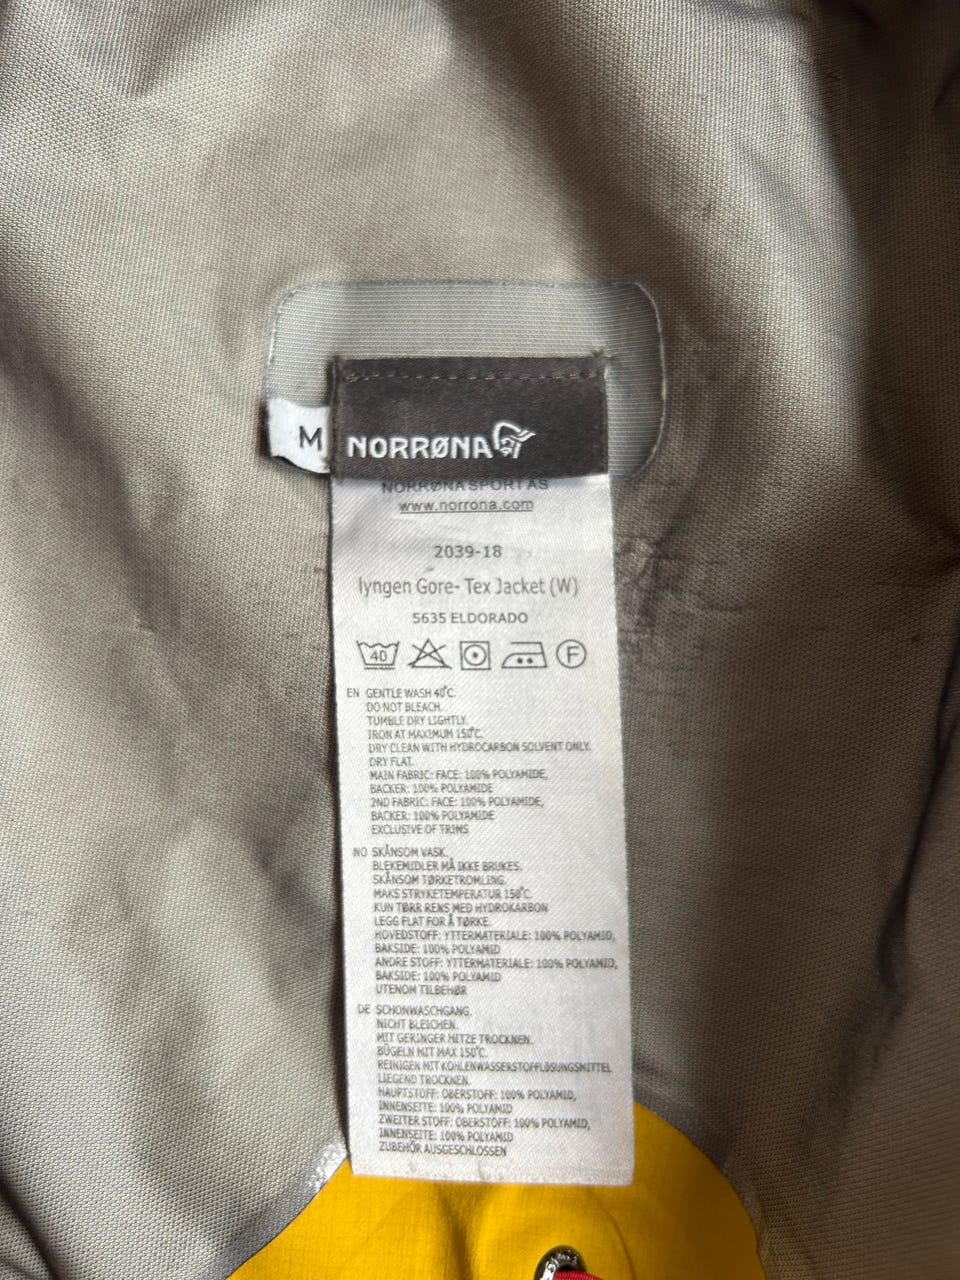 M
NORRØNA
NORRØNA SPORT AS
www.norrona.com
2039-18
lyngen Gore- Tex Jacket (W)
5635 ELDORADO
40 F
EN GENTLE WASH 40°C.
DO NOT BLEACH.
TUMBLE DRY LIGHTLY.
IRON AT MAXIMUM 150°C.
DRY CLEAN WITH HYDROCARBON SOLVENT ONLY.
DRY FLAT.
MAIN FABRIC: FACE: 100% POLYAMIDE,
BACKER: 100% POLYAMIDE
2ND FABRIC: FACE: 100% POLYAMIDE,
BACKER: 100% POLYAMIDE
EXCLUSIVE OF TRIMS
NO SKÅNSOM VASK.
BLEKEMIDLER MÅ IKKE BRUKES.
SKÅNSOM TØRKETROMLING.
MAKS STRYKETEMPERATUR 150°C.
KUN TØRR RENS MED HYDROKARBON
LEGG FLAT FOR Å TØRKE.
HOVEDSTOFF: YTTERMATERIALE: 100% POLYAMID,
BAKSIDE: 100% POLYAMID
ANDRE STOFF: YTTERMATERIALE: 100% POLYAMID,
BAKSIDE: 100% POLYAMID
UTENOM TILBEHØR
DE SCHONWASCHGANG.
NICHT BLEICHEN.
MIT GERINGER HITZE TROCKNEN.
BÜGELN MIT MAX 150°C.
REINIGEN MIT KOHLENWASSERSTOFFLÖSUNGSMITTEL
LIEGEND TROCKNEN.
HAUPTSTOFF: OBERSTOFF: 100% POLYAMID,
INNENSEITE: 100% POLYAMID
ZWEITER STOFF: OBERSTOFF: 100% POLYAMID,
INNENSEITE: 100% POLYAMID
ZUBEHÖR AUSGESCHLOSSEN